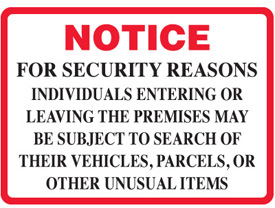 NOTICE
FOR SECURITY REASONS
INDIVIDUALS ENTERING OR
LEAVING THE PREMISES MAY
BE SUBJECT TO SEARCH OF
THEIR VEHICLES, PARCELS, OR
OTHER UNUSUAL ITEMS